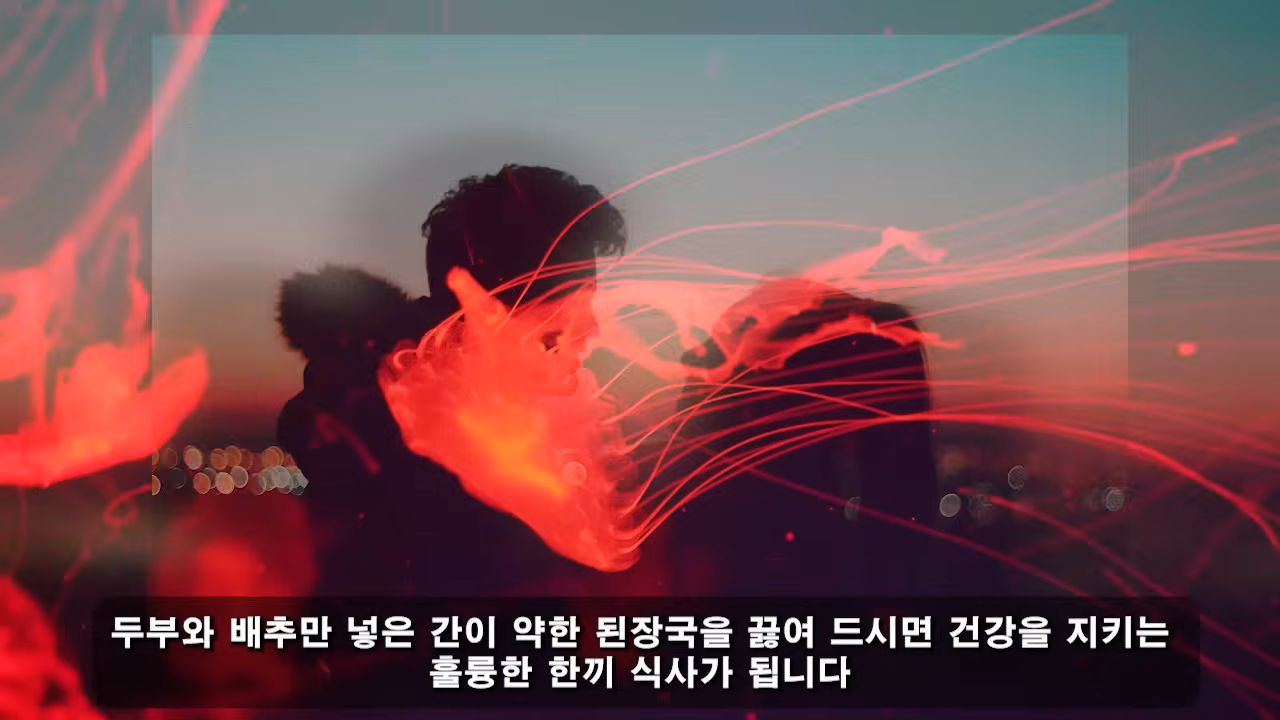 두부와 배추만 넣은 간이 약한 된장국을 끓여 드시면 건강을 지키는
훌륭한 한끼 식사가 됩니다